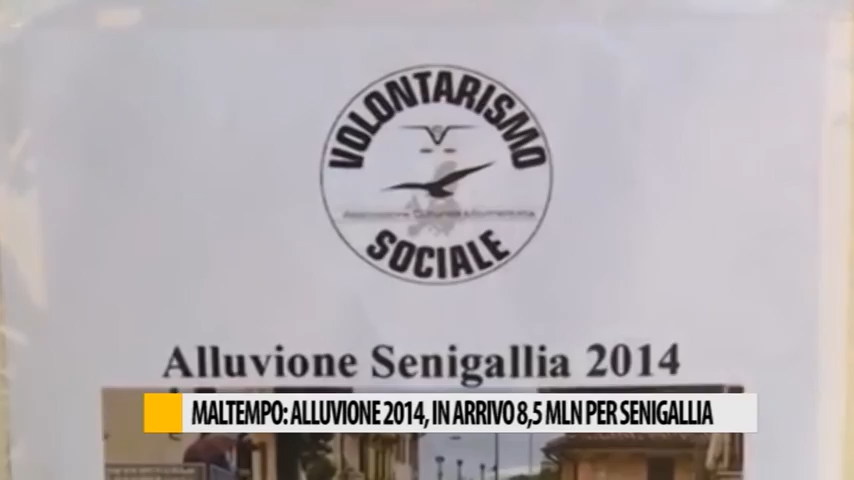 VOLONTARISMO
SOCIALE
Alluvione Senigallia 2014
MALTEMPO: ALLUVIONE 2014, IN ARRIVO 8,5 MLN PER SENIGALLIA